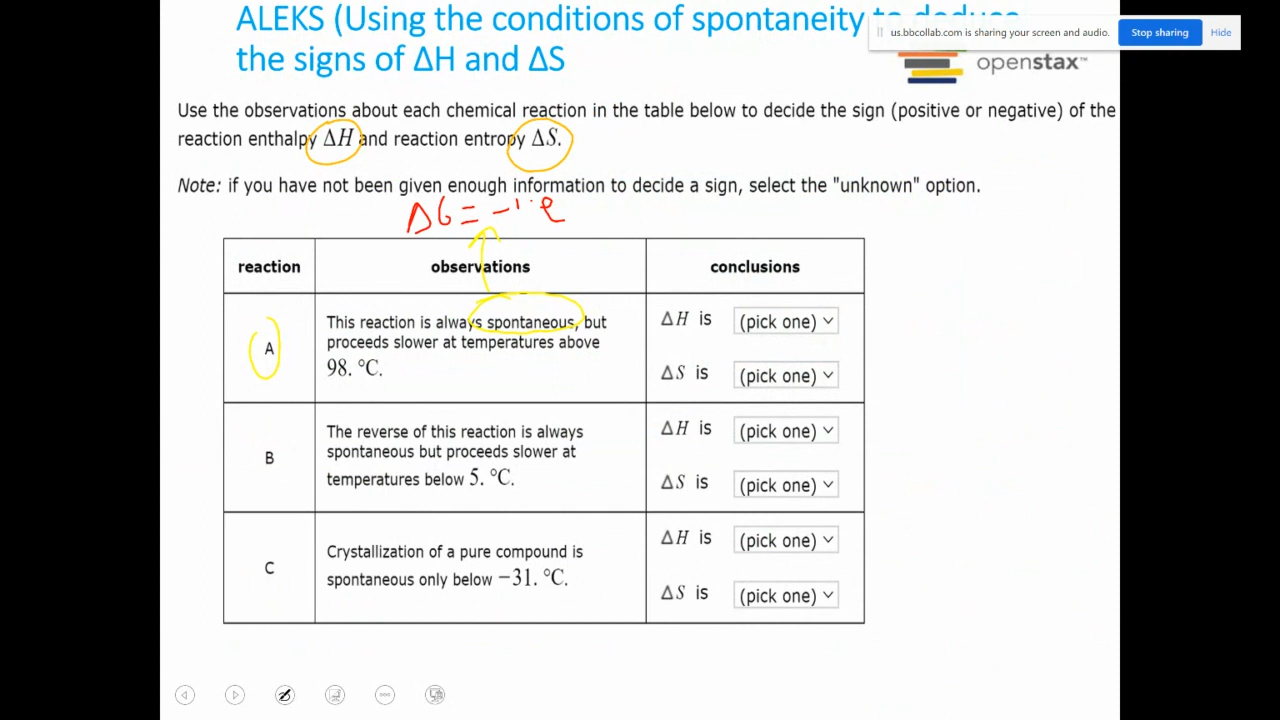 ALEKS (Using the conditions of spontaneity to deduce
the signs of ΔH and ΔS
us.bbcollab.com is sharing your screen and audio.
Stop sharing
Hide
openstax™
Use the observations about each chemical reaction in the table below to decide the sign (positive or negative) of the
reaction enthalpy ΔH and reaction entropy ΔS.
Note: if you have not been given enough information to decide a sign, select the "unknown" option.
ΔG = -ve
reaction
observations
conclusions
A
This reaction is always spontaneous, but
proceeds slower at temperatures above
98. °C.
ΔH is (pick one)
ΔS is (pick one)
B
The reverse of this reaction is always
spontaneous but proceeds slower at
temperatures below 5. °C.
ΔH is (pick one)
ΔS is (pick one)
C
Crystallization of a pure compound is
spontaneous only below −31. °C.
ΔH is (pick one)
ΔS is (pick one)